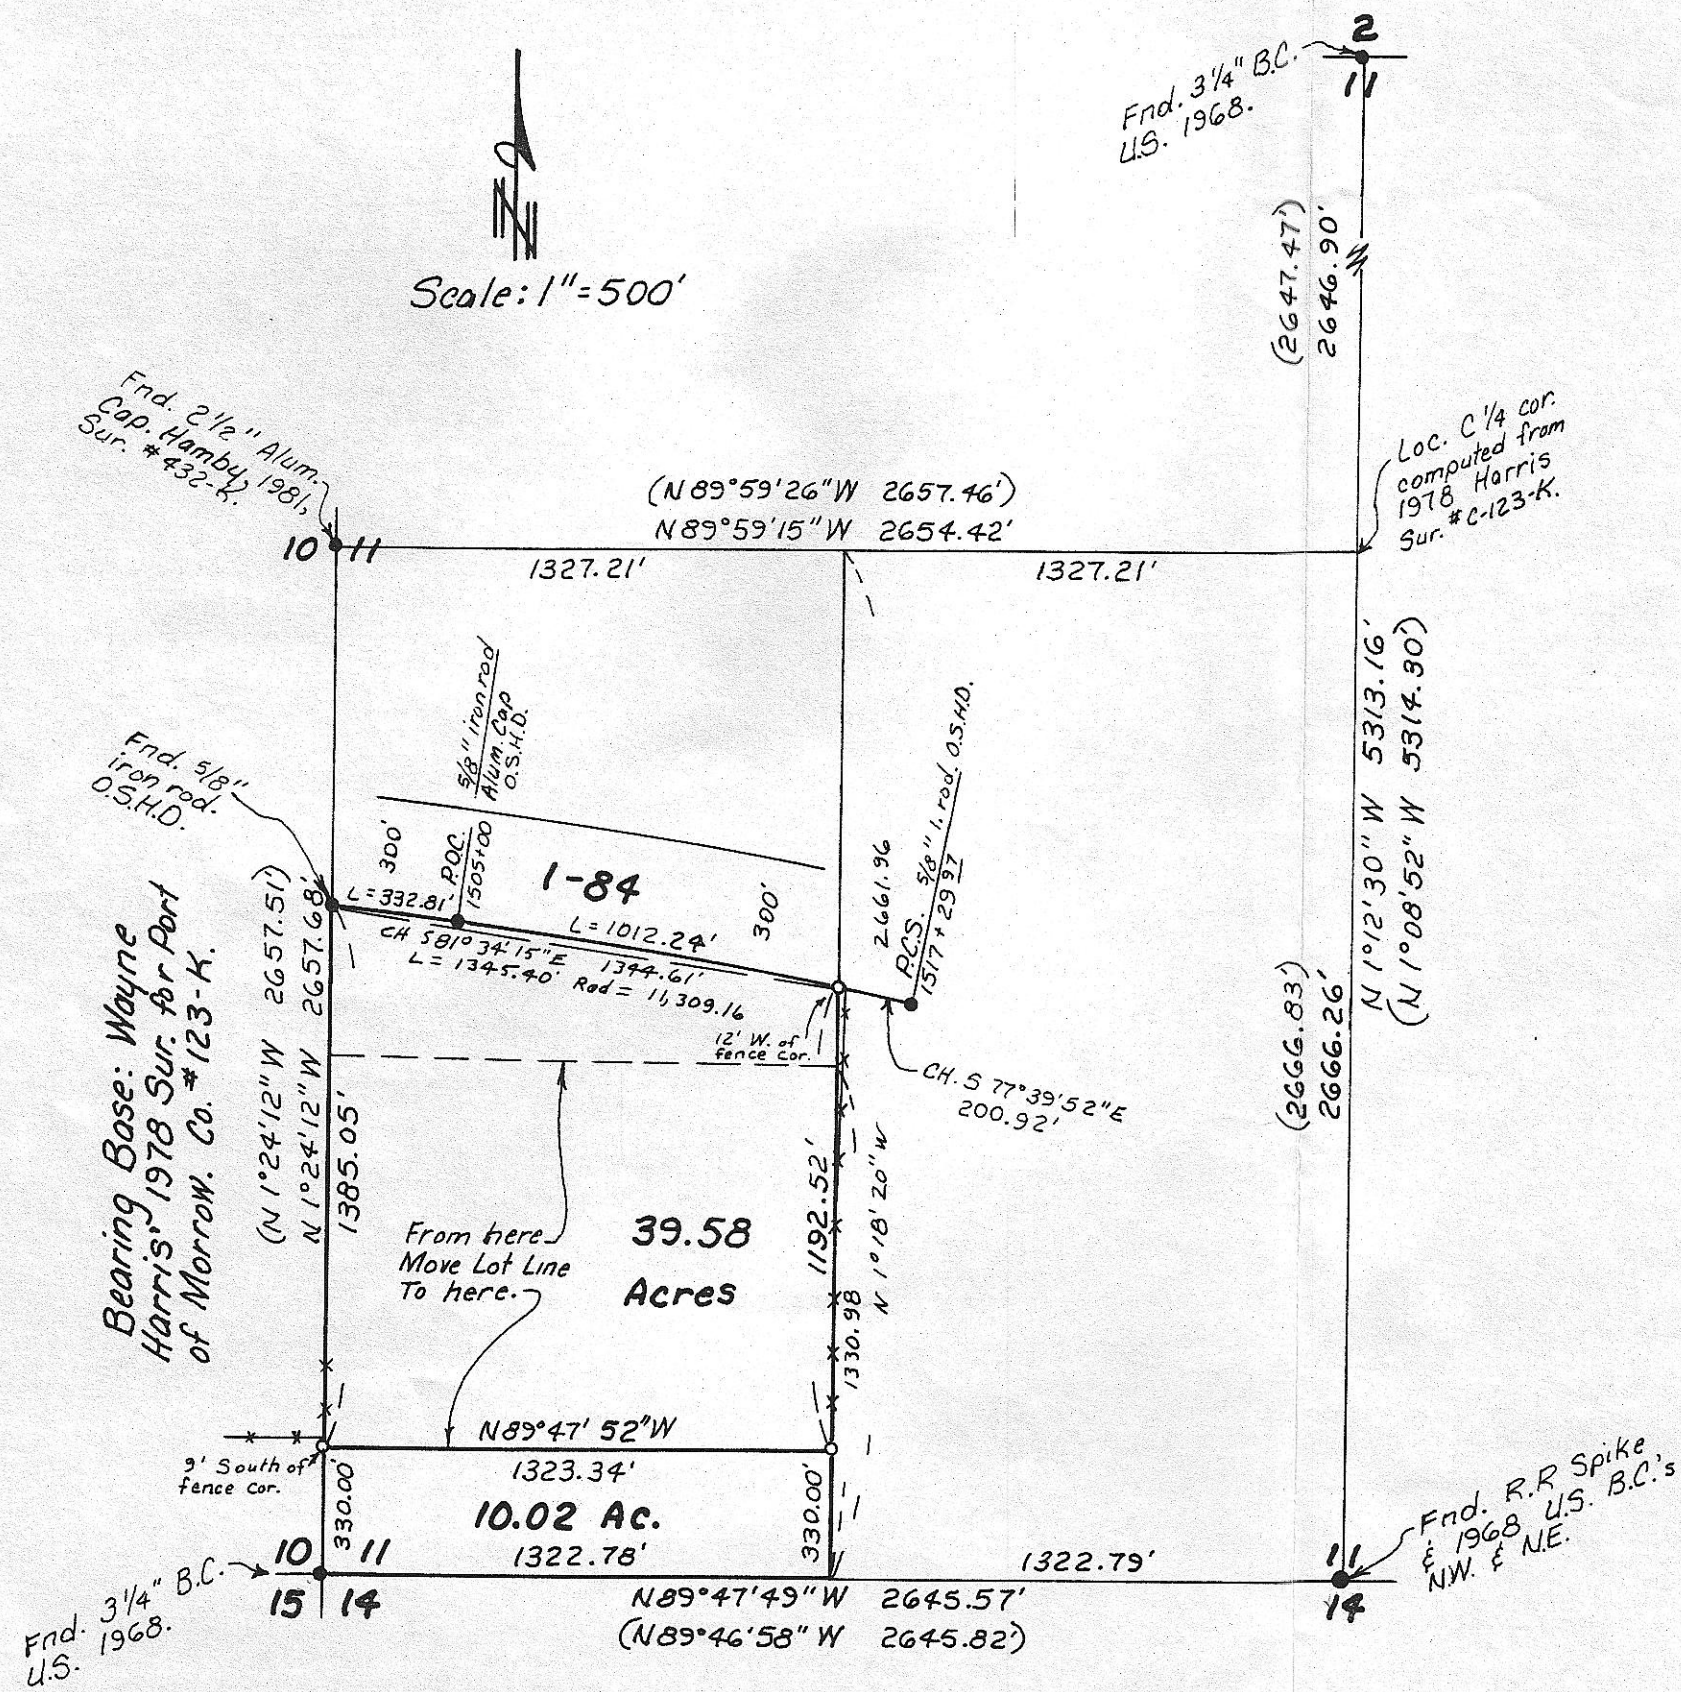 2
11
Fnd. 3 1/4" B.C.
U.S. 1968.
N
Scale: 1"=500'
(2647.47')
2646.90'
Fnd. 2 1/2" Alum.
Cap. Hamby, 1981,
Sur. #432-K.
Loc. C 1/4 cor.
computed from
1978 Harris
Sur. #C-123-K.
(N 89°59'26"W 2657.46')
N 89°59'15"W 2654.42'
10 11
1327.21'
1327.21'
5/8" iron rod
Alum. Cap
O.S.H.D.
P.O.C.
1505+00
Fnd. 5/8"
iron rod.
O.S.H.D.
300'
1-84
300'
L=332.81'
L=1012.24'
CH S81°34'15"E 1344.61'
L=1345.40' Rad= 11,309.16
2661.96
P.C.S. 5/8" i. rod. O.S.H.D.
1517+29 97
N 1°12'30"W 5313.16'
(N 1°08'52"W 5314.30')
12' W. of
fence cor.
CH. S 77°39'52"E
200.92'
(2666.83')
2666.26'
Bearing Base: Wayne
Harris' 1978 Sur. for Port
of Morrow. Co. #123-K.
(N 1°24'12"W 2657.51')
N 1°24'12"W 2657.68'
1385.05'
From here
Move Lot Line
To here.
39.58
Acres
1192.52'
N 1°18'20"W
1330.98
N89°47'52"W
1323.34'
9' South of
fence cor.
330.00'
10.02 Ac.
330.00'
10 11
1322.78'
1322.79'
11
14
Fnd. R.R Spike,
& 1968 U.S. B.C.'s
N.W. & N.E.
15 14
Fnd. 3 1/4" B.C.
U.S. 1968.
N89°47'49"W 2645.57'
(N89°46'58"W 2645.82')